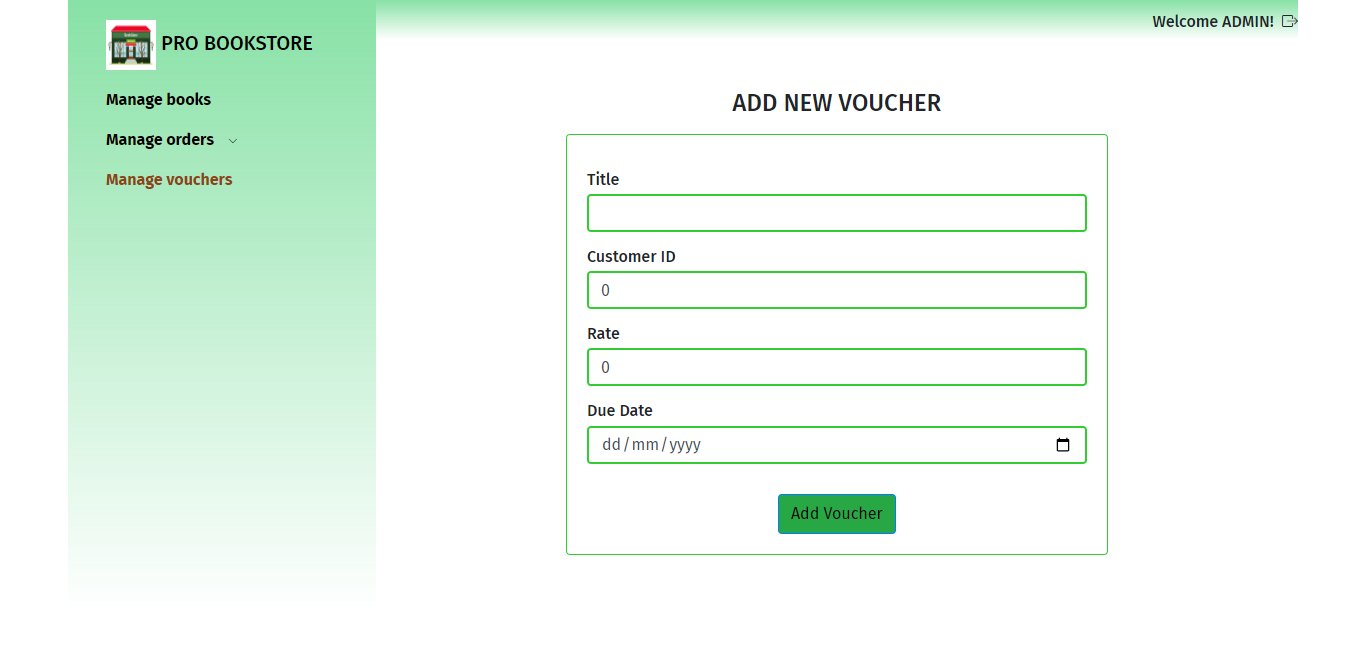 PRO BOOKSTORE
Manage books
Manage orders
Manage vouchers
Welcome ADMIN!
ADD NEW VOUCHER
Title
Customer ID
0
Rate
0
Due Date
dd/mm/yyyy
Add Voucher